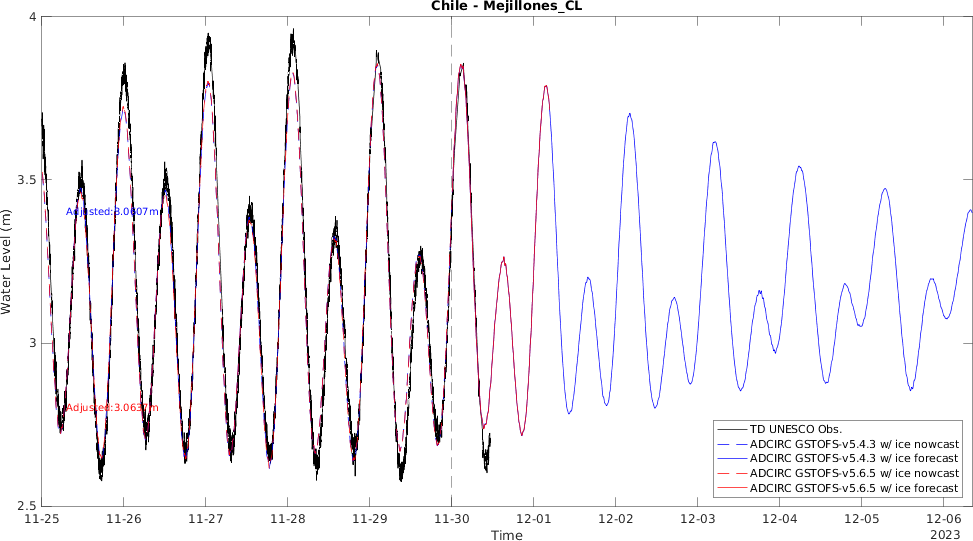 Chile - Mejillones_CL
4
3.5
3
2.5
Water Level (m)
Adjusted:3.0607m
Adjusted:3.0637m
TD UNESCO Obs.
ADCIRC GSTOFS-v5.4.3 w/ ice nowcast
ADCIRC GSTOFS-v5.4.3 w/ ice forecast
ADCIRC GSTOFS-v5.6.5 w/ ice nowcast
ADCIRC GSTOFS-v5.6.5 w/ ice forecast
11-25 11-26 11-27 11-28 11-29 11-30 12-01 12-02 12-03 12-04 12-05 12-06
Time 2023